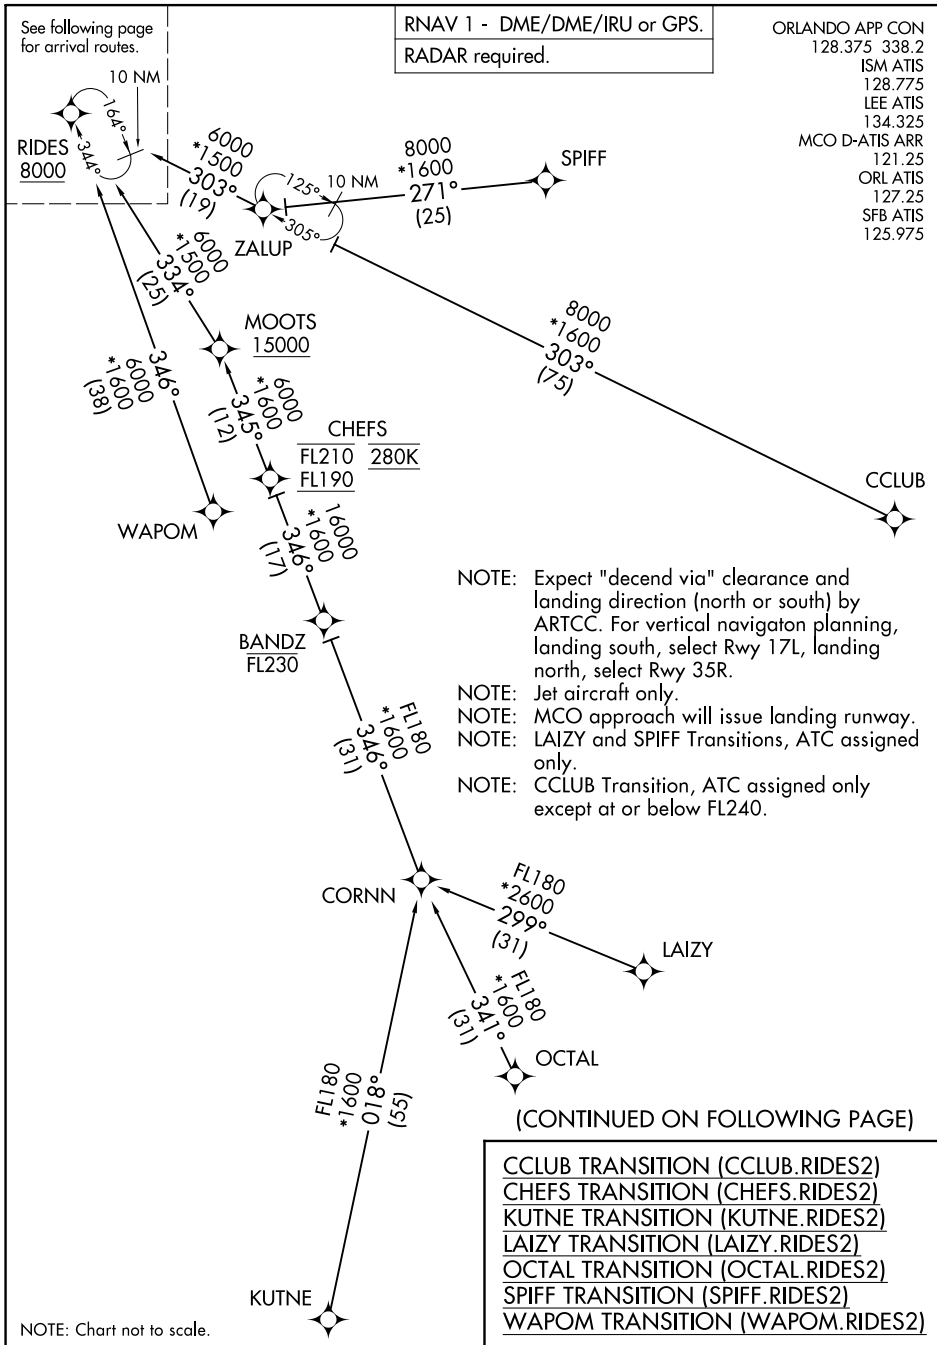 See following page
for arrival routes.
10 NM
RNAV 1 - DME/DME/IRU or GPS.
RADAR required.
ORLANDO APP CON
128.375 338.2
ISM ATIS
128.775
LEE ATIS
134.325
MCO D-ATIS ARR
121.25
ORL ATIS
127.25
SFB ATIS
125.975
RIDES
8000
164°
344°
6000
*1500
303°
(19)
ZALUP
125°
305°
10 NM
8000
*1600
271°
(25)
SPIFF
6000
*1500
334°
(25)
MOOTS
15000
8000
*1600
303°
(75)
CCLUB
346°
6000
*1600
(38)
WAPOM
6000
*1600
345°
(12)
CHEFS
FL210 280K
FL190
16000
*1600
346°
(17)
BANDZ
FL230
NOTE: Expect "decend via" clearance and
landing direction (north or south) by
ARTCC. For vertical navigaton planning,
landing south, select Rwy 17L, landing
north, select Rwy 35R.
NOTE: Jet aircraft only.
NOTE: MCO approach will issue landing runway.
NOTE: LAIZY and SPIFF Transitions, ATC assigned
only.
NOTE: CCLUB Transition, ATC assigned only
except at or below FL240.
FL180
*1600
346°
(31)
CORNN
FL180
*2600
299°
(31)
LAIZY
FL180
*1600
341°
(31)
OCTAL
FL180
*1600
018°
(55)
KUTNE
(CONTINUED ON FOLLOWING PAGE)
CCLUB TRANSITION (CCLUB.RIDES2)
CHEFS TRANSITION (CHEFS.RIDES2)
KUTNE TRANSITION (KUTNE.RIDES2)
LAIZY TRANSITION (LAIZY.RIDES2)
OCTAL TRANSITION (OCTAL.RIDES2)
SPIFF TRANSITION (SPIFF.RIDES2)
WAPOM TRANSITION (WAPOM.RIDES2)
NOTE: Chart not to scale.